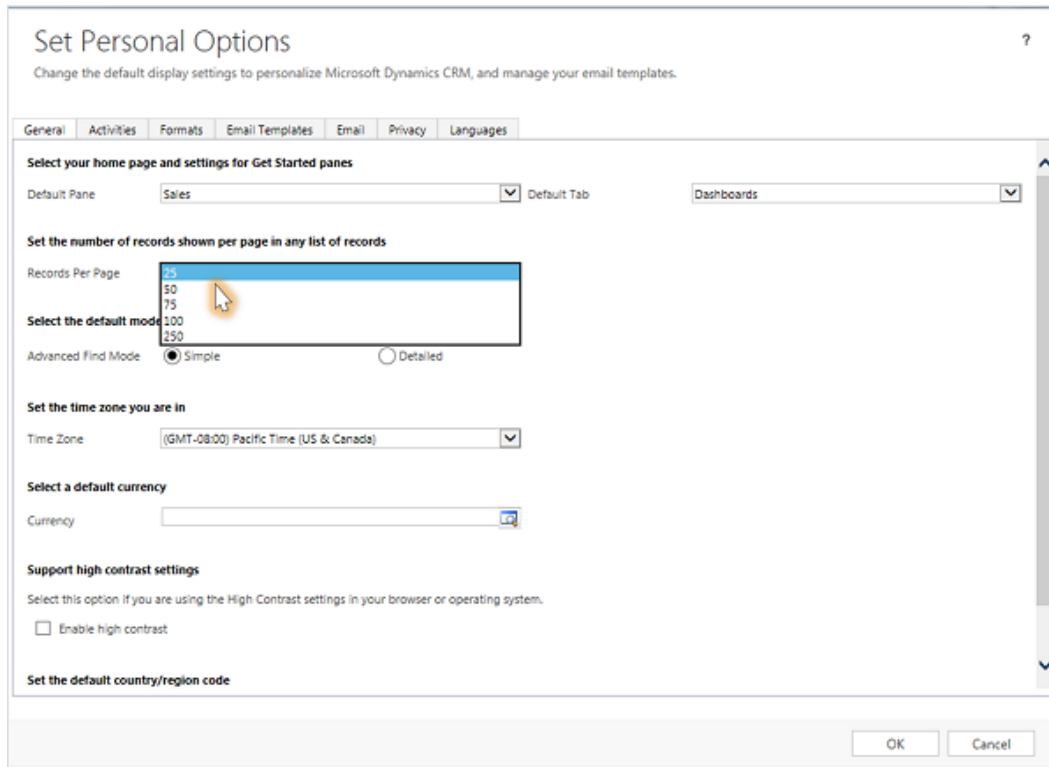 Set Personal Options
?
Change the default display settings to personalize Microsoft Dynamics CRM, and manage your email templates.
General Activities Formats Email Templates Email Privacy Languages
Select your home page and settings for Get Started panes
Default Pane Sales Default Tab Dashboards
Set the number of records shown per page in any list of records
Records Per Page 25
50
75
Select the default mode 100
250
Advanced Find Mode Simple Detailed
Set the time zone you are in
Time Zone (GMT-08:00) Pacific Time (US & Canada)
Select a default currency
Currency
Support high contrast settings
Select this option if you are using the High Contrast settings in your browser or operating system.
Enable high contrast
Set the default country/region code
OK Cancel